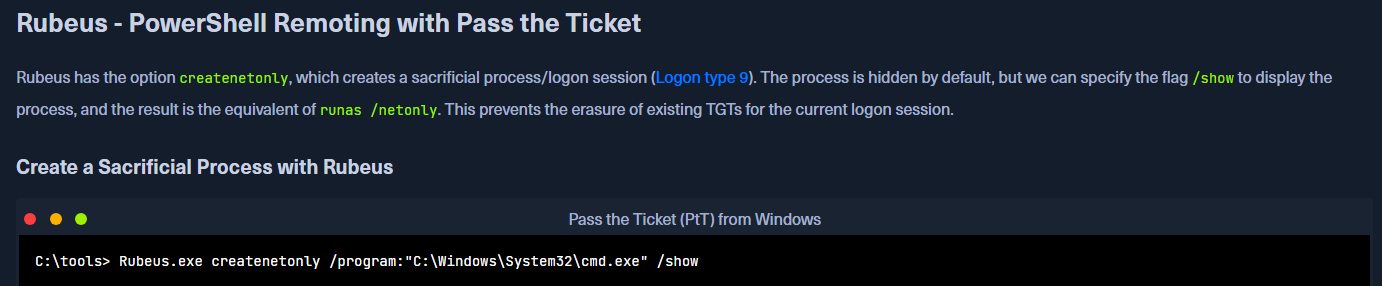 Rubeus - PowerShell Remoting with Pass the Ticket
Rubeus has the option createnetonly, which creates a sacrificial process/logon session (Logon type 9). The process is hidden by default, but we can specify the flag /show to display the
process, and the result is the equivalent of runas /netonly. This prevents the erasure of existing TGTs for the current logon session.
Create a Sacrificial Process with Rubeus
Pass the Ticket (PtT) from Windows
C:\tools> Rubeus.exe createnetonly /program:"C:\Windows\System32\cmd.exe" /show